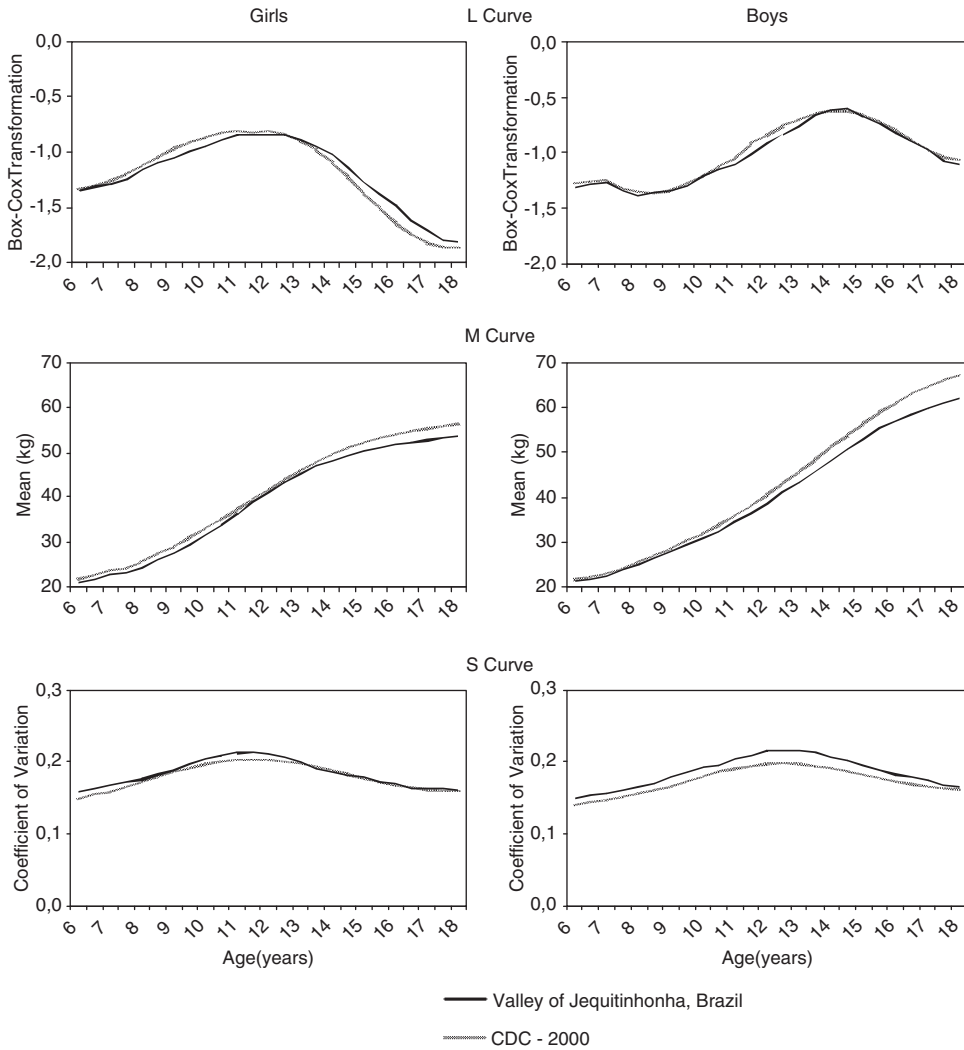 Girls
L Curve
Boys
Box-CoxTransformation
0,0
-0,5
-1,0
-1,5
-2,0
6 7 8 9 10 11 12 13 14 15 16 17 18
Box-CoxTransformation
0,0
-0,5
-1,0
-1,5
-2,0
6 7 8 9 10 11 12 13 14 15 16 17 18
M Curve
Mean (kg)
70
60
50
40
30
20
6 7 8 9 10 11 12 13 14 15 16 17 18
Mean (kg)
70
60
50
40
30
20
6 7 8 9 10 11 12 13 14 15 16 17 18
S Curve
Coefficient of Variation
0,3
0,2
0,1
0,0
6 7 8 9 10 11 12 13 14 15 16 17 18
Age(years)
Coefficient of Variation
0,3
0,2
0,1
0,0
6 7 8 9 10 11 12 13 14 15 16 17 18
Age(years)
Valley of Jequitinhonha, Brazil
CDC - 2000